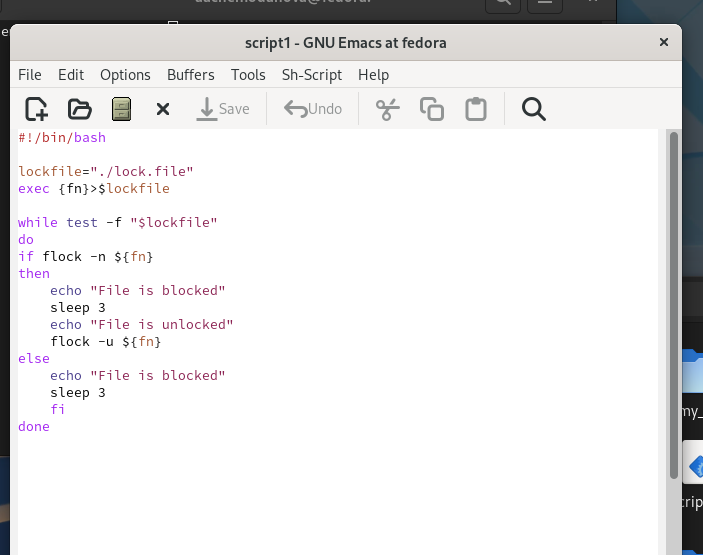 script1 - GNU Emacs at fedora
File Edit Options Buffers Tools Sh-Script Help
Save Undo
#!/bin/bash
lockfile="./lock.file"
exec {fn}>$lockfile
while test -f "$lockfile"
do
if flock -n ${fn}
then
    echo "File is blocked"
    sleep 3
    echo "File is unlocked"
    flock -u ${fn}
else
    echo "File is blocked"
    sleep 3
    fi
done
my_